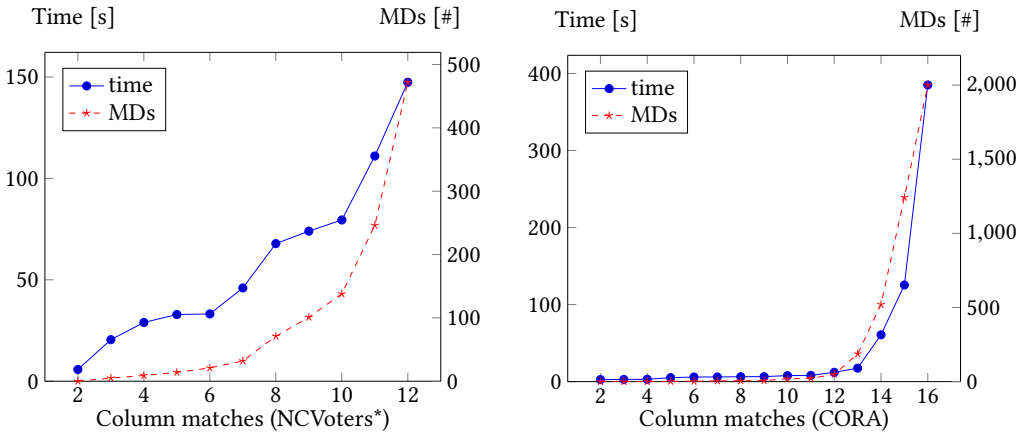 Time [s]
MDs [#]
150
100
50
0
500
400
300
200
100
0
time
MDs
2 4 6 8 10 12
Column matches (NCVoters*)
Time [s]
MDs [#]
400
300
200
100
0
2,000
1,500
1,000
500
0
time
MDs
2 4 6 8 10 12 14 16
Column matches (CORA)